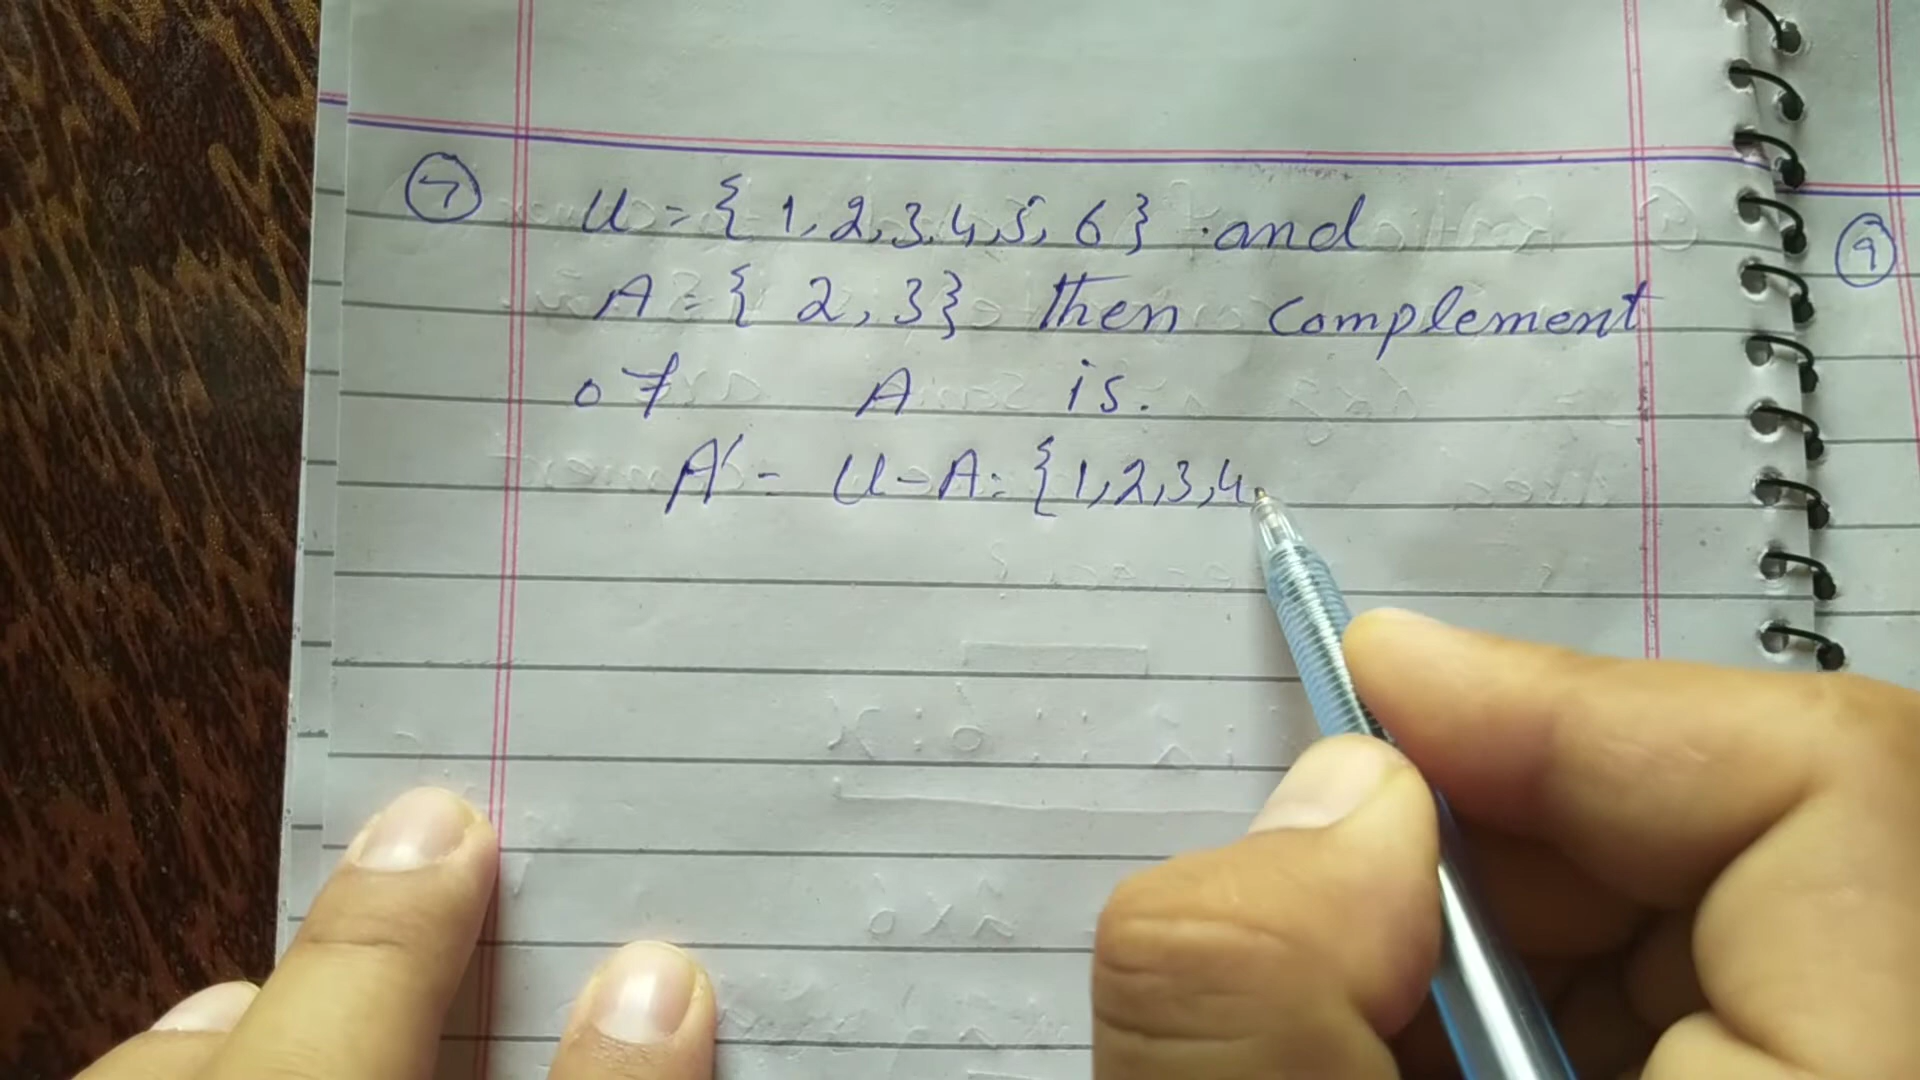 7 U = { 1, 2, 3, 4, 5, 6 } and
A = { 2, 3 } then complement
of A is.
A' = U - A = { 1, 2, 3, 4,
9